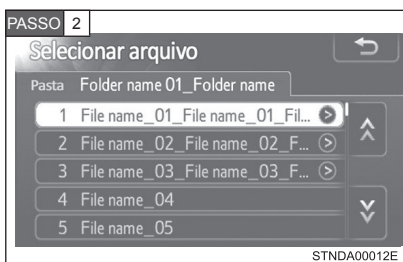 PASSO 2
Selecionar arquivo
Pasta Folder name 01_Folder name
1 File name_01_File name_01_Fil...
2 File name_02_File name_02_F...
3 File name_03_File name_03_F...
4 File name_04
5 File name_05
STNDA00012E